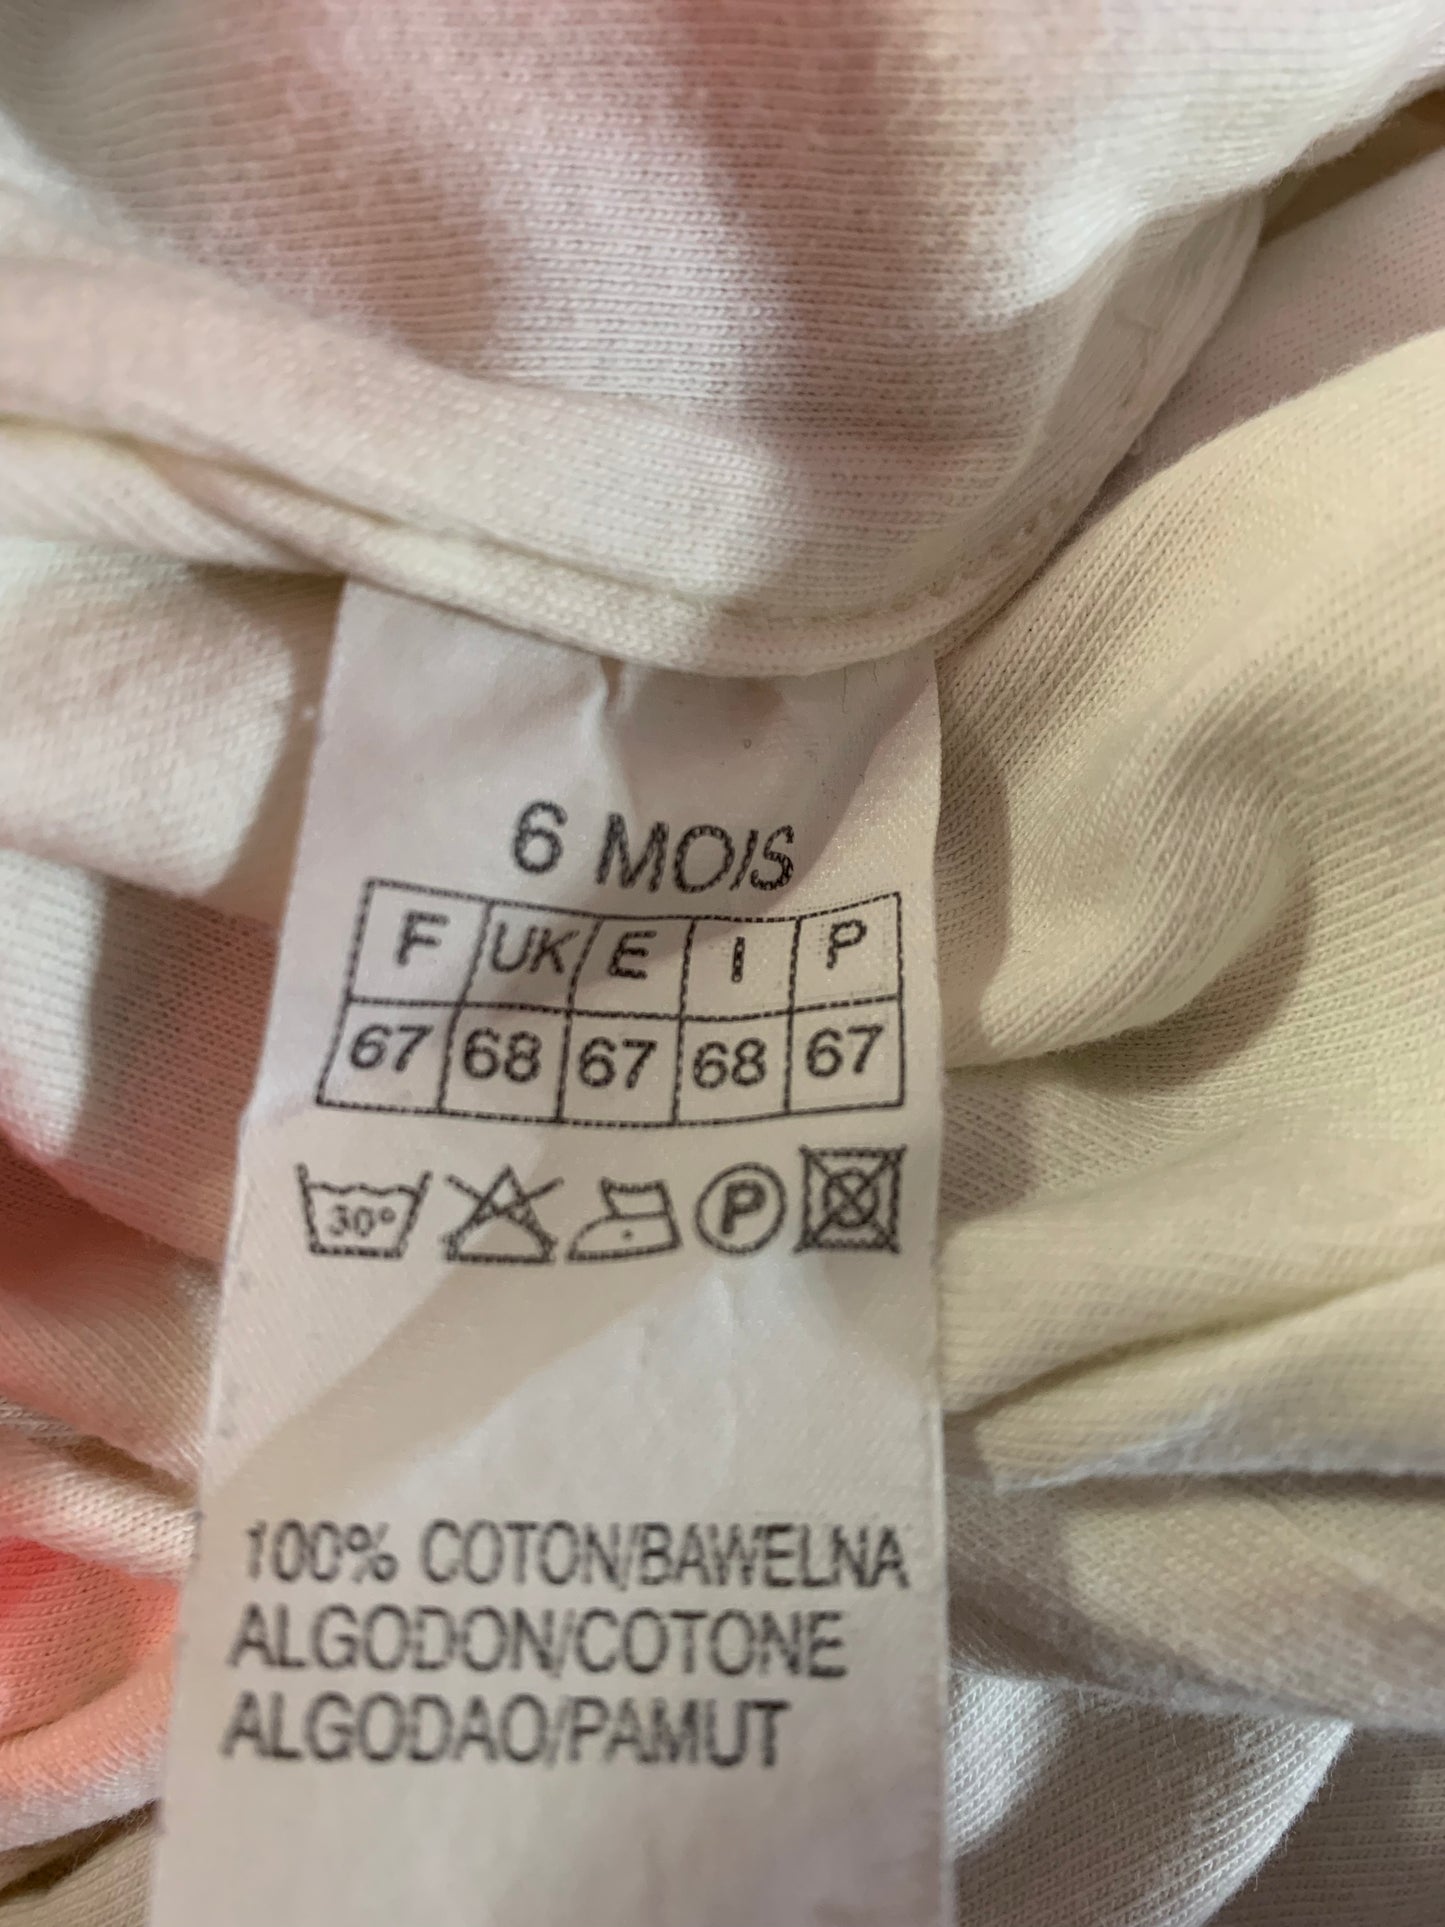 6 MOIS
F UK E I P
67 68 67 68 67
30° P
100% COTON/BAWELNA
ALGODON/COTONE
ALGODAO/PAMUT